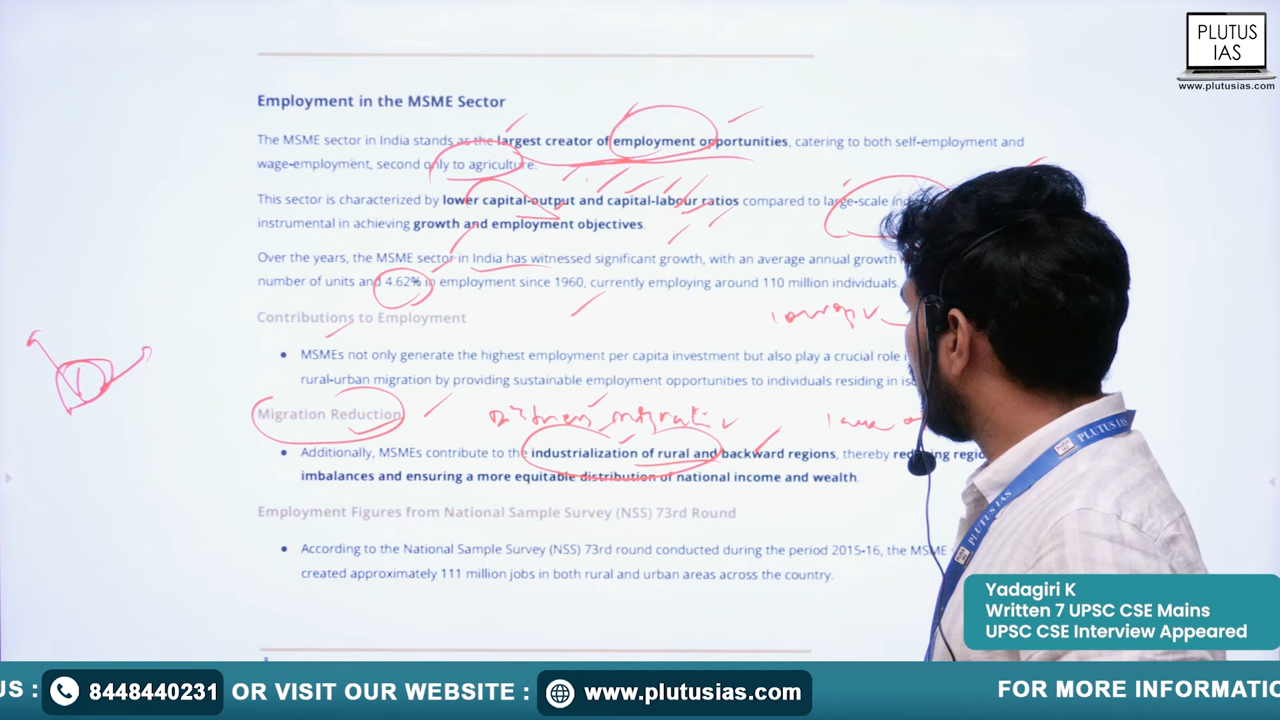 PLUTUS
IAS
www.plutusias.com
Employment in the MSME Sector
The MSME sector in India stands as the largest creator of employment opportunities, catering to both self-employment and
wage-employment, second only to agriculture.
This sector is characterized by lower capital-output and capital-labour ratios compared to large-scale
instrumental in achieving growth and employment objectives.
Over the years, the MSME sector in India has witnessed significant growth, with an average annual growth
number of units and 4.62% in employment since 1960, currently employing around 110 million individuals.
Contributions to Employment
• MSMEs not only generate the highest employment per capita investment but also play a crucial role
rural-urban migration by providing sustainable employment opportunities to individuals residing in
Migration Reduction
• Additionally, MSMEs contribute to the industrialization of rural and backward regions, thereby reducing
imbalances and ensuring a more equitable distribution of national income and wealth.
Employment Figures from National Sample Survey (NSS) 73rd Round
• According to the National Sample Survey (NSS) 73rd round conducted during the period 2015-16, the MSME
created approximately 111 million jobs in both rural and urban areas across the country.
PLUTUS IAS
PLUTUS IAS
Yadagiri K
Written 7 UPSC CSE Mains
UPSC CSE Interview Appeared
US : 8448440231 OR VISIT OUR WEBSITE : www.plutusias.com FOR MORE INFORMATIO